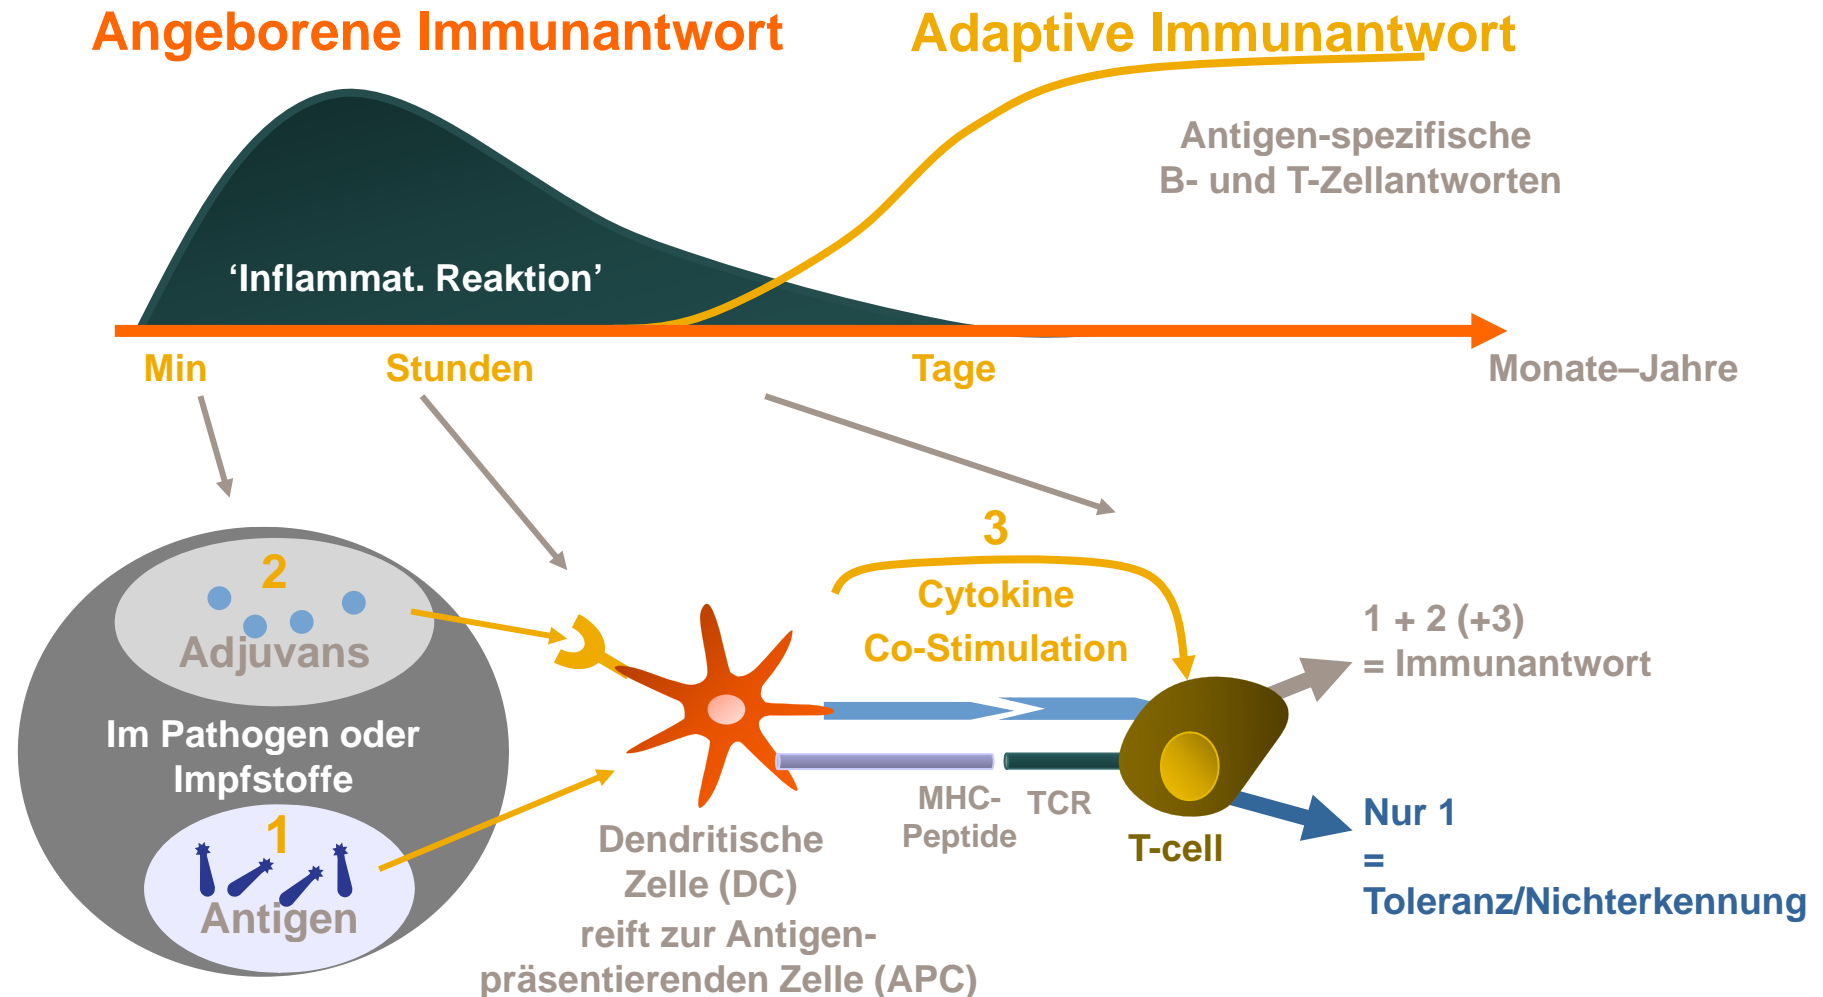 Angeborene Immunantwort
Adaptive Immunantwort
Antigen-spezifische
B- und T-Zellantworten
‘Inflammat. Reaktion’
Min
Stunden
Tage
Monate–Jahre
2
Adjuvans
Im Pathogen oder
Impfstoffe
1
Antigen
3
Cytokine
Co-Stimulation
MHC-
Peptide
TCR
Dendritische
Zelle (DC)
reift zur Antigen-
präsentierenden Zelle (APC)
T-cell
1 + 2 (+3)
= Immunantwort
Nur 1
=
Toleranz/Nichterkennung